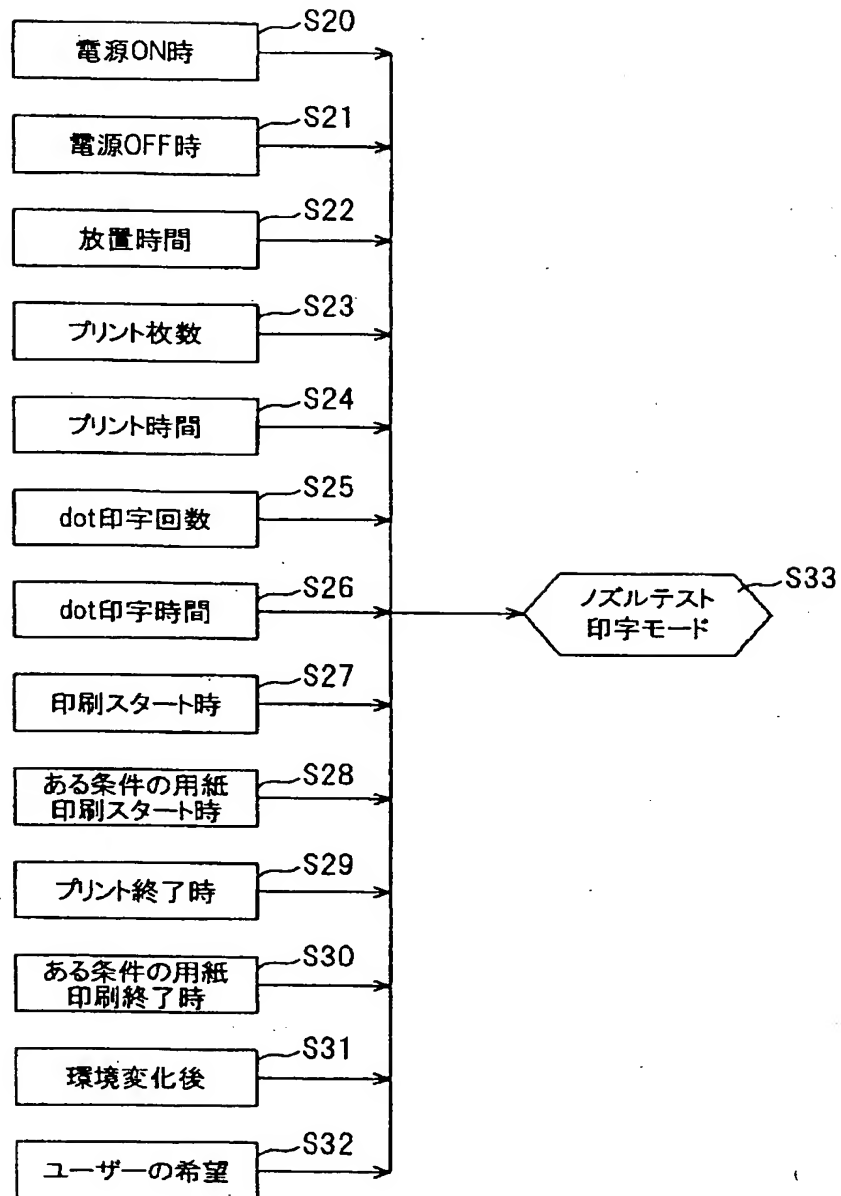 電源ON時
S20
電源OFF時
S21
放置時間
S22
プリント枚数
S23
プリント時間
S24
dot印字回数
S25
dot印字時間
S26
印刷スタート時
S27
ある条件の用紙
印刷スタート時
S28
プリント終了時
S29
ある条件の用紙
印刷終了時
S30
環境変化後
S31
ユーザーの希望
S32
ノズルテスト
印字モード
S33